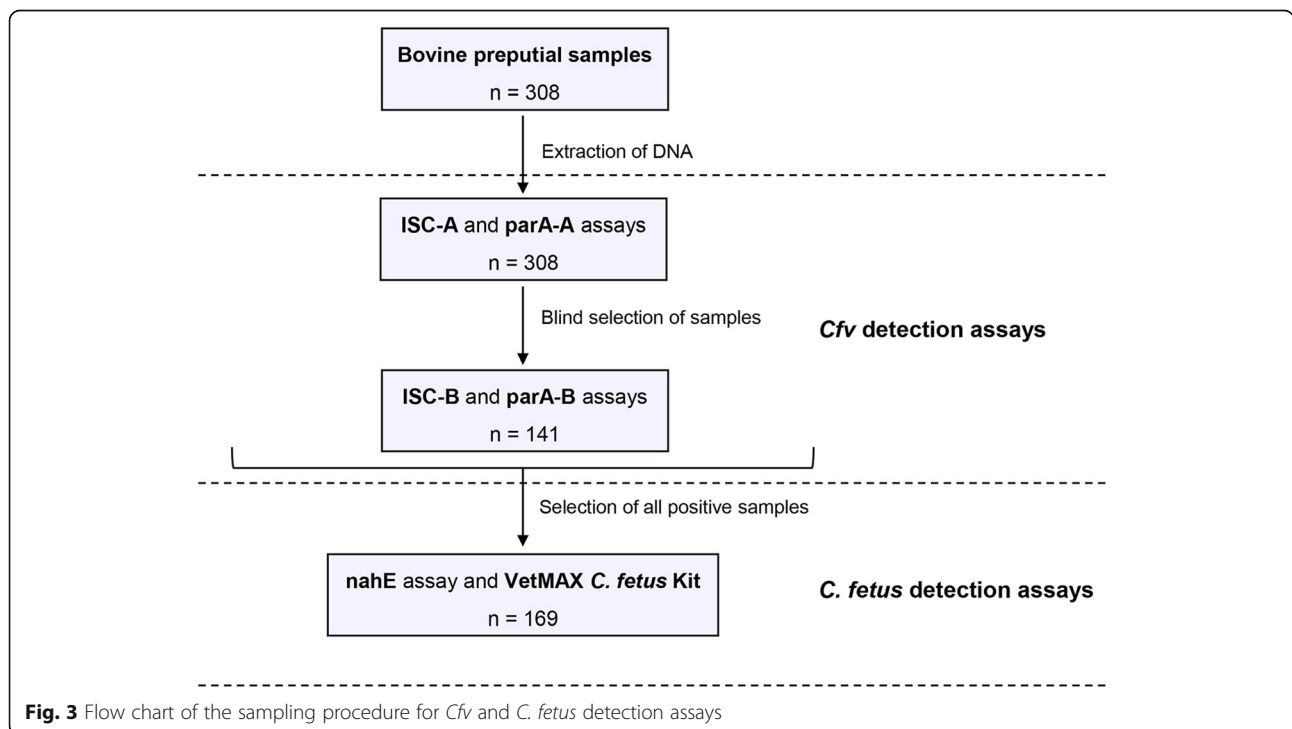 Bovine preputial samples
n = 308
Extraction of DNA
ISC-A and parA-A assays
n = 308
Blind selection of samples
Cfv detection assays
ISC-B and parA-B assays
n = 141
Selection of all positive samples
nahE assay and VetMAX C. fetus Kit
n = 169
C. fetus detection assays
Fig. 3 Flow chart of the sampling procedure for Cfv and C. fetus detection assays